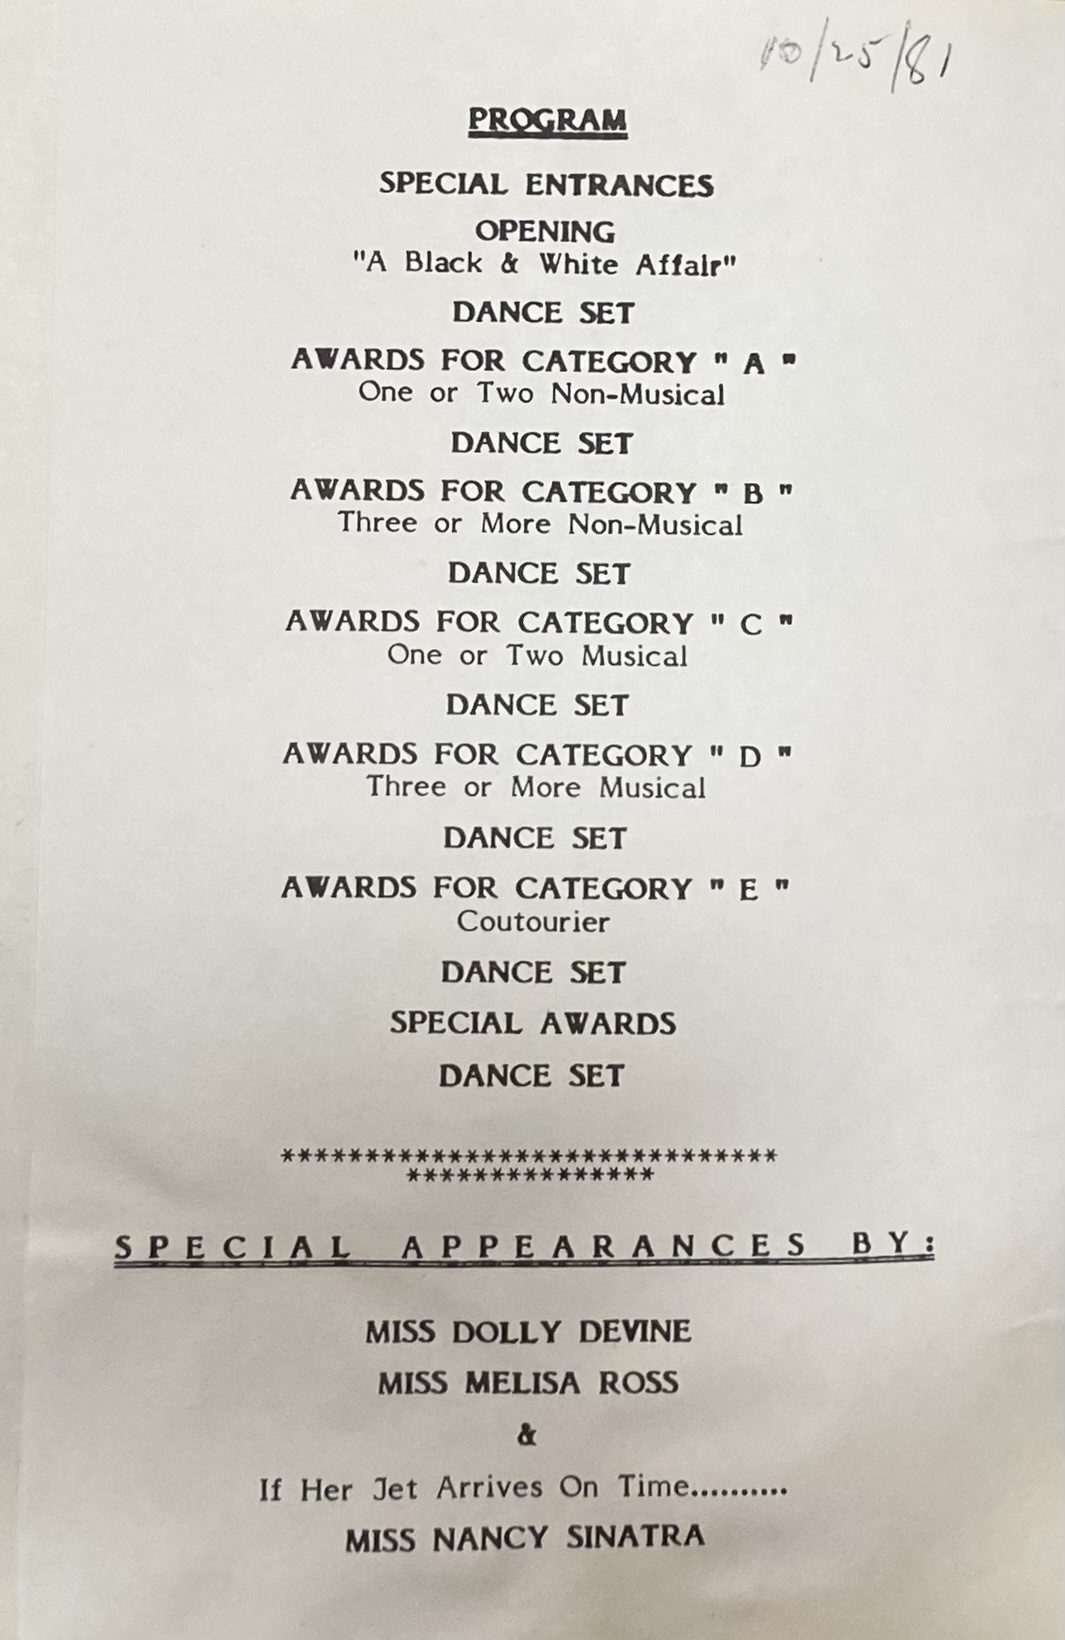 10/25/81
PROGRAM
SPECIAL ENTRANCES
OPENING
"A Black & White Affair"
DANCE SET
AWARDS FOR CATEGORY " A "
One or Two Non-Musical
DANCE SET
AWARDS FOR CATEGORY " B "
Three or More Non-Musical
DANCE SET
AWARDS FOR CATEGORY " C "
One or Two Musical
DANCE SET
AWARDS FOR CATEGORY " D "
Three or More Musical
DANCE SET
AWARDS FOR CATEGORY " E "
Coutourier
DANCE SET
SPECIAL AWARDS
DANCE SET
******************************
***************
SPECIAL APPEARANCES BY:
MISS DOLLY DEVINE
MISS MELISA ROSS
&
If Her Jet Arrives On Time..........
MISS NANCY SINATRA